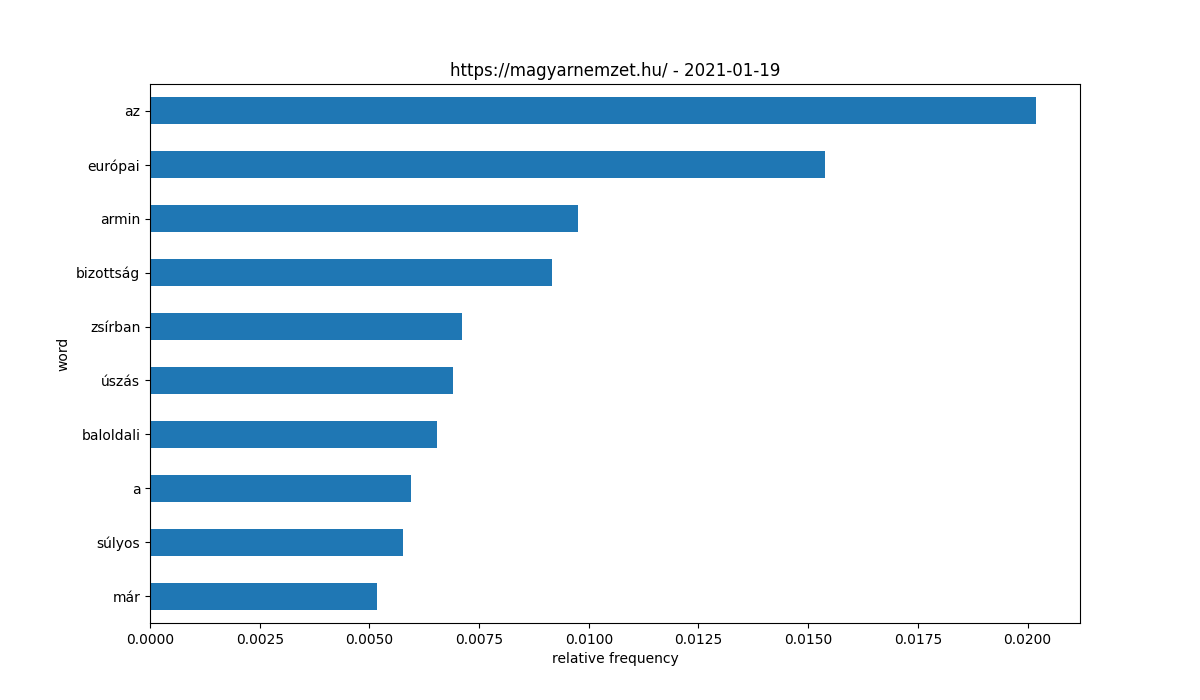 https://magyarnemzet.hu/ - 2021-01-19
az
európai
armin
bizottság
zsírban
úszás
baloldali
a
súlyos
már
word
0.0000 0.0025 0.0050 0.0075 0.0100 0.0125 0.0150 0.0175 0.0200
relative frequency